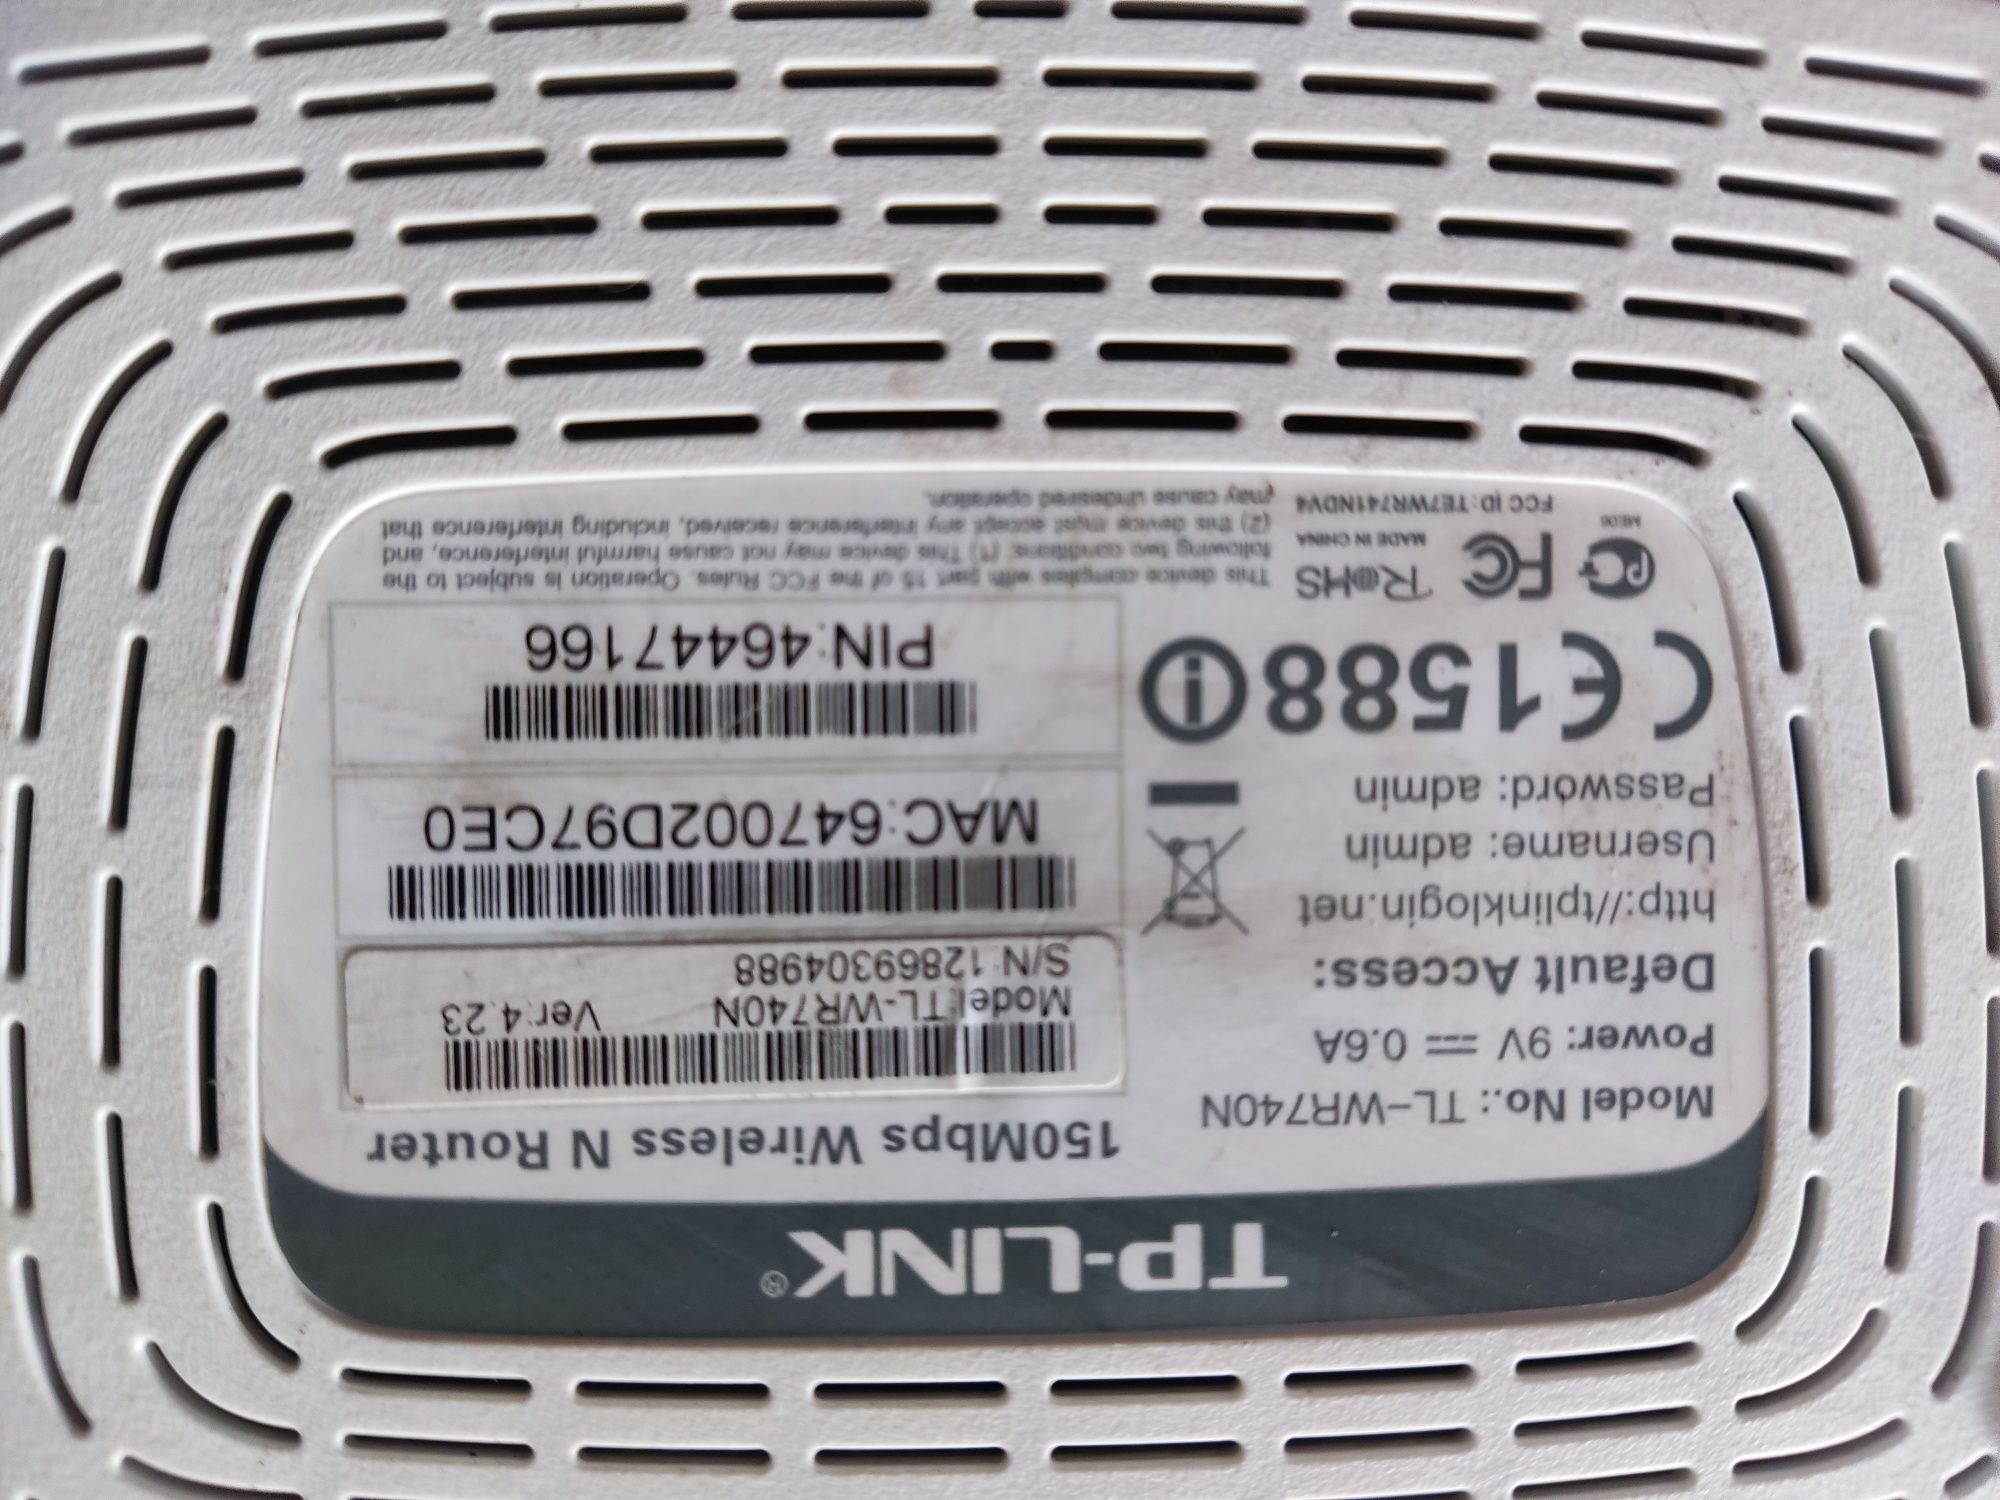 TP-LINK®
Model No.: TL-WR740N
Power: 9V ⎓ 0.6A
Default Access:
http://tplinklogin.net
Username: admin
Password: admin
CE1588
RoHS
FC
MADE IN CHINA
ME06
FCC ID: TE7WR741NDV4
150Mbps Wireless N Router
Model:TL-WR740N Ver:4.23
S/N:12869304988
MAC:647002D97CE0
PIN:46447166
This device complies with part 15 of the FCC Rules. Operation is subject to the
following two conditions: (1) This device may not cause harmful interference, and
(2) this device must accept any interference received, including interference that
may cause undesired operation.